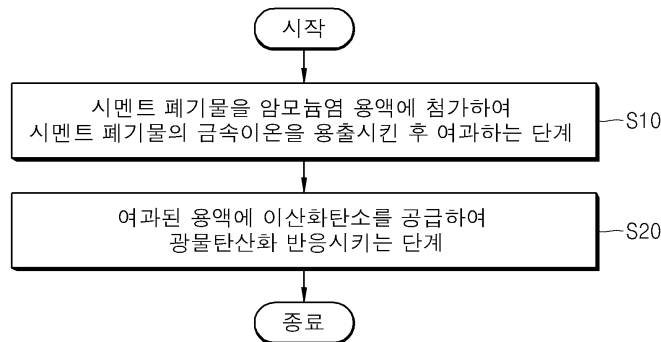 시작
시멘트 폐기물을 암모늄염 용액에 첨가하여
시멘트 폐기물의 금속이온을 용출시킨 후 여과하는 단계
S10
여과된 용액에 이산화탄소를 공급하여
광물탄산화 반응시키는 단계
S20
종료